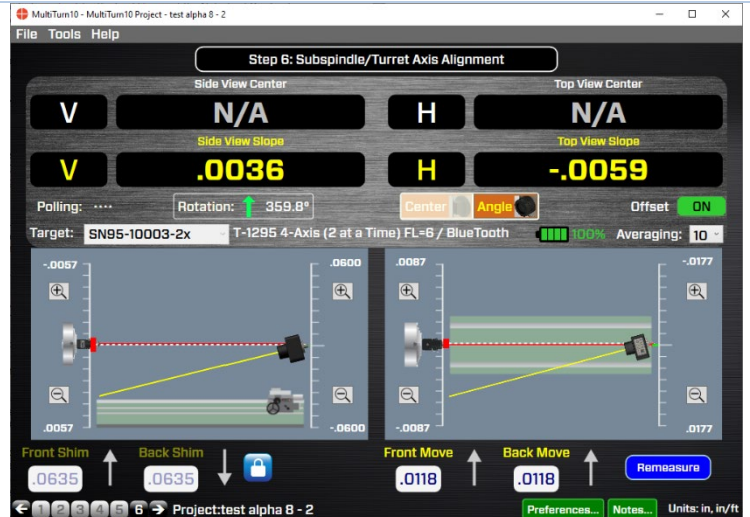 MultiTurn10 - MultiTurn10 Project - test alpha 8 - 2
File Tools Help
Step 6: Subspindle/Turret Axis Alignment
Side View Center Top View Center
V N/A H N/A
Side View Slope Top View Slope
V .0036 H -.0059
Polling: .... Rotation: 359.8° Center Angle Offset ON
Target: SN95-10003-2x T-1295 4-Axis (2 at a Time) FL=6 / BlueTooth 100% Averaging: 10
-.0057 .0600 .0087 -.0177
.0057 -.0600 -.0087 .0177
Front Shim Back Shim Front Move Back Move
.0635 .0635 .0118 .0118 Remeasure
1 2 3 4 5 6 Project:test alpha 8 - 2 Preferences... Notes... Units: in, in/ft